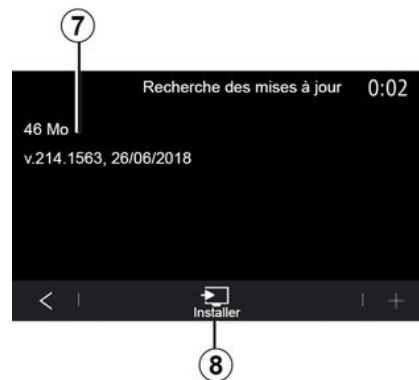 7
Recherche des mises à jour 0:02
46 Mo
v.214.1563, 26/06/2018
Installer
8